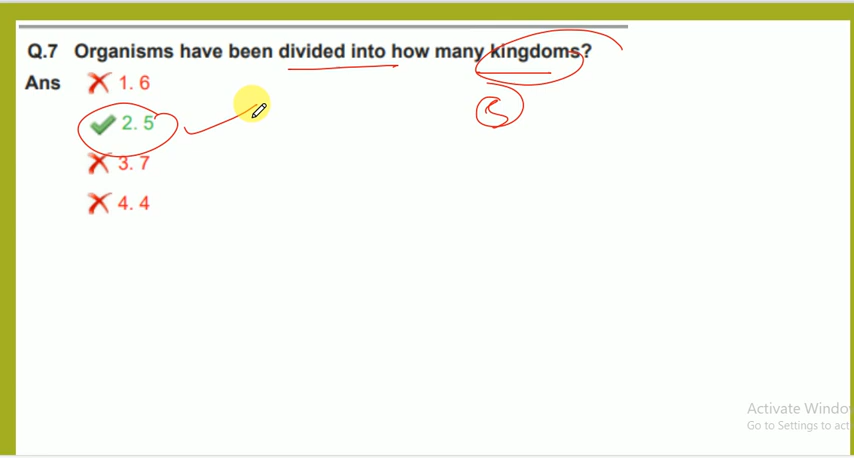 Q.7 Organisms have been divided into how many kingdoms?
Ans 1. 6
2. 5
3. 7
4. 4
5
Activate Windo
Go to Settings to act